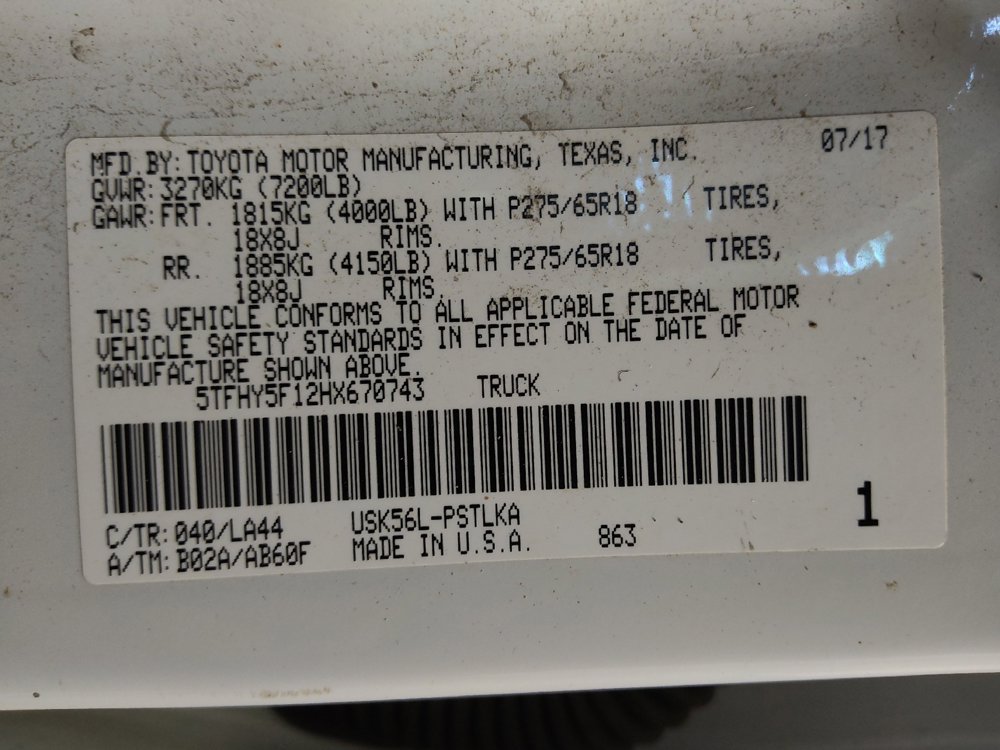 MFD.BY:TOYOTA MOTOR MANUFACTURING, TEXAS, INC. 07/17
GVWR:3270KG (7200LB)
GAWR:FRT. 1815KG (4000LB) WITH P275/65R18 TIRES,
18X8J RIMS.
RR. 1885KG (4150LB) WITH P275/65R18 TIRES,
18X8J RIMS.
THIS VEHICLE CONFORMS TO ALL APPLICABLE FEDERAL MOTOR
VEHICLE SAFETY STANDARDS IN EFFECT ON THE DATE OF
MANUFACTURE SHOWN ABOVE.
5TFHY5F12HX670743 TRUCK
C/TR:040/LA44 USK56L-PSTLKA
A/TM:B02A/AB60F MADE IN U.S.A. 863
1